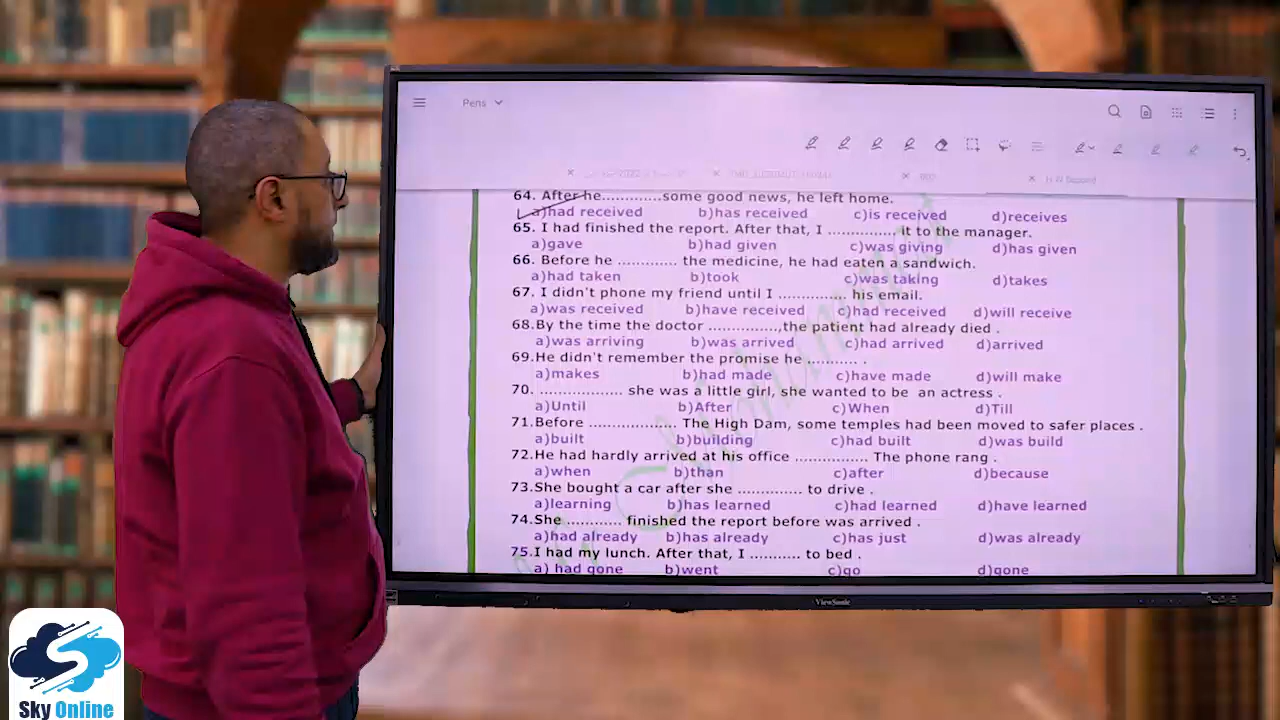 Pens
64. After he.............some good news, he left home.
a)had received b)has received c)is received d)receives
65. I had finished the report. After that, I ............... it to the manager.
a)gave b)had given c)was giving d)has given
66. Before he ............. the medicine, he had eaten a sandwich.
a)had taken b)took c)was taking d)takes
67. I didn't phone my friend until I ............... his email.
a)was received b)have received c)had received d)will receive
68.By the time the doctor ...............,the patient had already died .
a)was arriving b)was arrived c)had arrived d)arrived
69.He didn't remember the promise he ........... .
a)makes b)had made c)have made d)will make
70. .................. she was a little girl, she wanted to be an actress .
a)Until b)After c)When d)Till
71.Before ................... The High Dam, some temples had been moved to safer places .
a)built b)building c)had built d)was build
72.He had hardly arrived at his office ................ The phone rang .
a)when b)than c)after d)because
73.She bought a car after she .............. to drive .
a)learning b)has learned c)had learned d)have learned
74.She ............ finished the report before was arrived .
a)had already b)has already c)has just d)was already
75.I had my lunch. After that, I ........... to bed .
a) had gone b)went c)go d)gone
ViewSonic
Sky Online